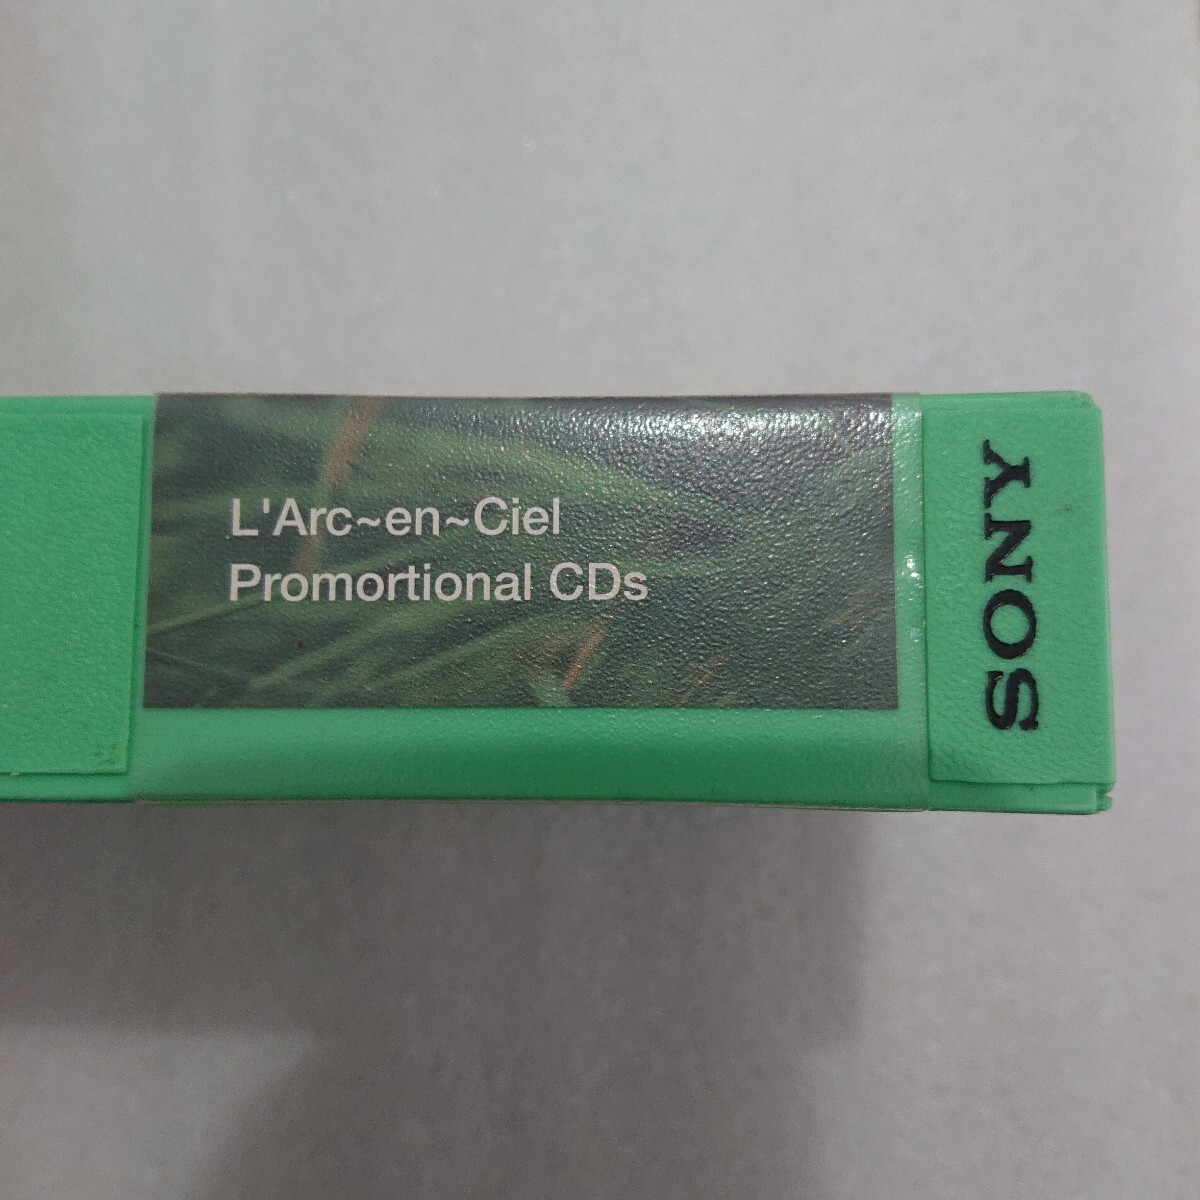 L'Arc~en~Ciel
Promortional CDs
SONY